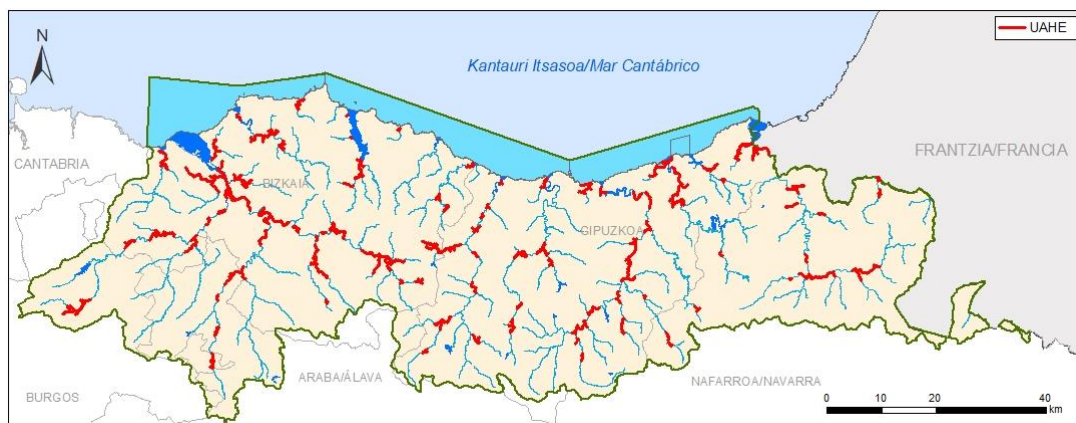 UAHE
N
Kantauri Itsasoa/Mar Cantábrico
CANTABRIA
FRANTZIA/FRANCIA
BIZKAIA
GIPUZKOA
ARABA/ÁLAVA
NAFARROA/NAVARRA
BURGOS
0 10 20 40
km